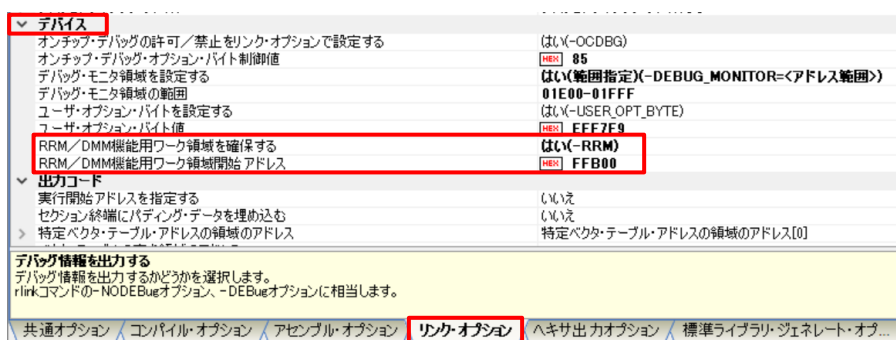 デバイス
オンチップ・デバッグの許可／禁止をリンク・オプションで設定する はい(-OCDBG)
オンチップ・デバッグ・オプション・バイト制御値 HEX 85
デバッグ・モニタ領域を設定する はい(範囲指定)(-DEBUG_MONITOR=<アドレス範囲>)
デバッグ・モニタ領域の範囲 01E00-01FFF
ユーザ・オプション・バイトを設定する はい(-USER_OPT_BYTE)
ユーザ・オプション・バイト値 HEX EFF7F9
RRM／DMM機能用ワーク領域を確保する はい(-RRM)
RRM／DMM機能用ワーク領域開始アドレス HEX FFB00
出力コード
実行開始アドレスを指定する いいえ
セクション終端にパディング・データを埋め込む いいえ
特定ベクタ・テーブル・アドレスの領域のアドレス 特定ベクタ・テーブル・アドレスの領域のアドレス[0]
デバッグ情報を出力する
デバッグ情報を出力するかどうかを選択します。
rlinkコマンドの-NODEBugオプション、-DEBugオプションに相当します。
共通オプション コンパイル・オプション アセンブル・オプション リンク・オプション ヘキサ出力オプション 標準ライブラリ・ジェネレート・オプ...